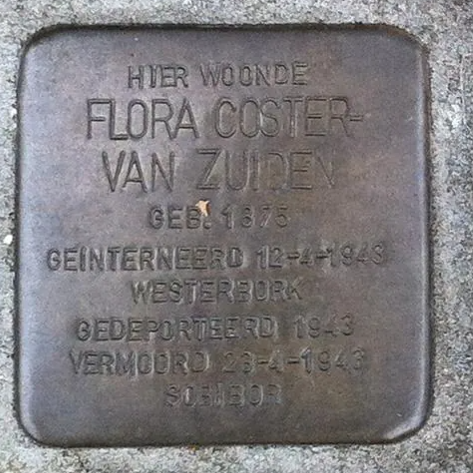 HIER WOONDE
FLORA COSTER-
VAN ZUIDEN
GEB. 1875
GEINTERNEERD 12-4-1943
WESTERBORK
GEDEPORTEERD 1943
VERMOORD 23-4-1943
SOBIBOR